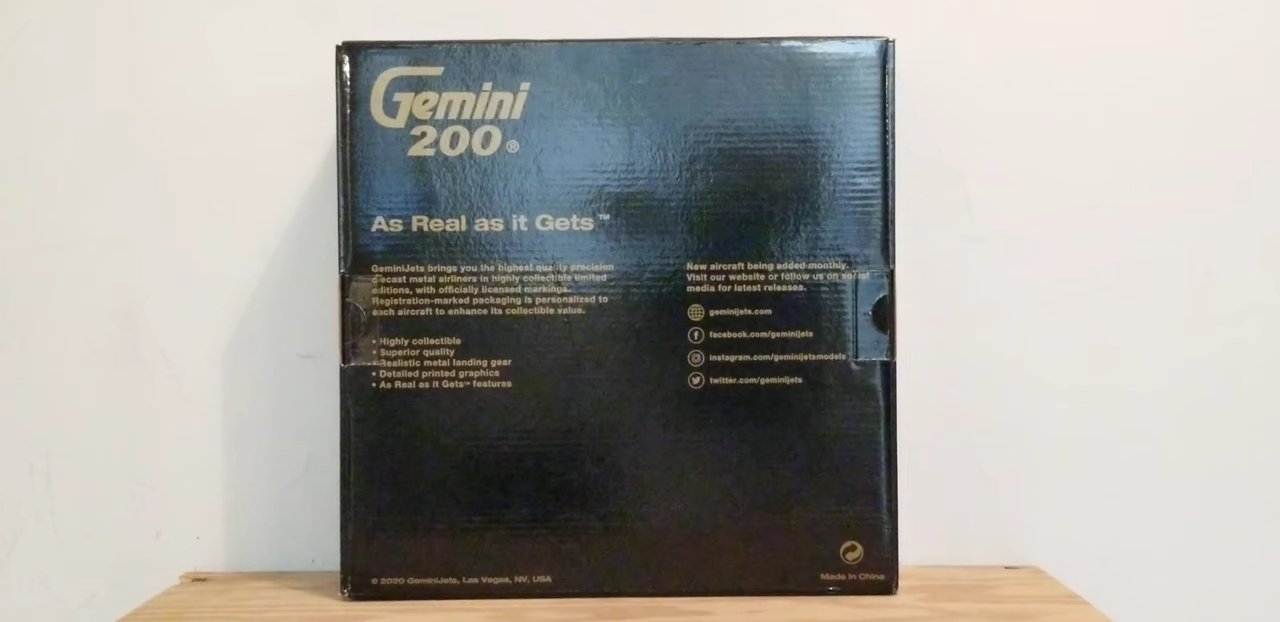 Gemini
200®
As Real as it Gets™
GeminiJets brings you the highest quality precision
diecast metal airliners in highly collectible limited
editions, with officially licensed markings.
Registration-marked packaging is personalized to
each aircraft to enhance its collectible value.
• Highly collectible
• Superior quality
• Realistic metal landing gear
• Detailed printed graphics
• As Real as it Gets™ features
New aircraft being added monthly.
Visit our website or follow us on social
media for latest releases.
geminijets.com
facebook.com/geminijets
instagram.com/geminijetsmodels
twitter.com/geminijets
© 2020 GeminiJets, Las Vegas, NV, USA
Made in China